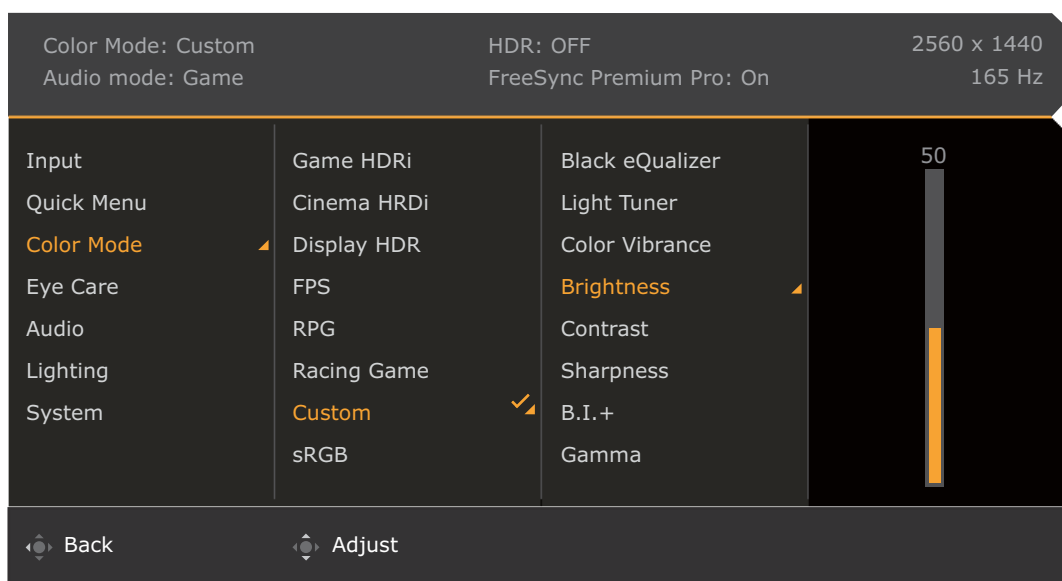 Color Mode: Custom
Audio mode: Game
HDR: OFF
FreeSync Premium Pro: On
2560 x 1440
165 Hz
Input
Quick Menu
Color Mode
Eye Care
Audio
Lighting
System
Game HDRi
Cinema HRDi
Display HDR
FPS
RPG
Racing Game
Custom
sRGB
Black eQualizer
Light Tuner
Color Vibrance
Brightness
Contrast
Sharpness
B.I.+
Gamma
50
Back
Adjust